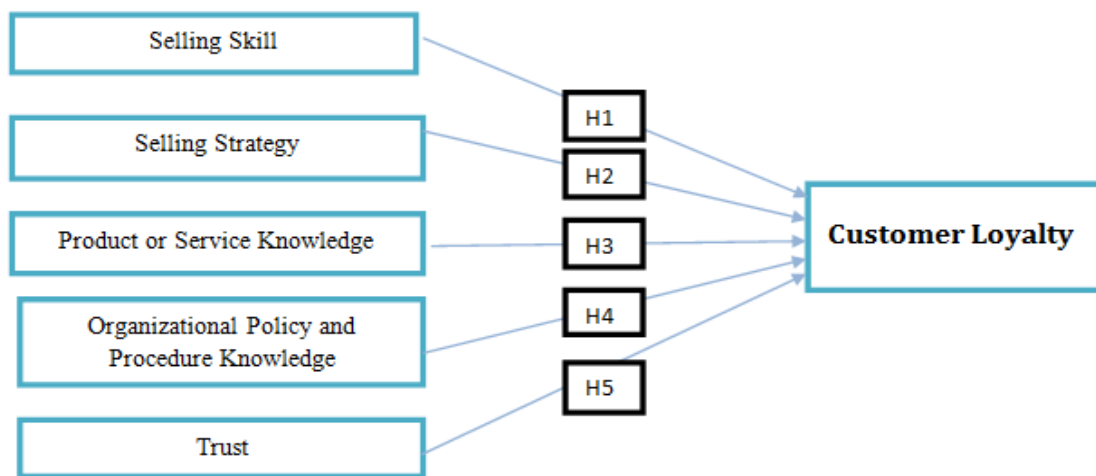 Selling Skill
H1
Selling Strategy
H2
Product or Service Knowledge
H3
Customer Loyalty
Organizational Policy and
Procedure Knowledge
H4
H5
Trust